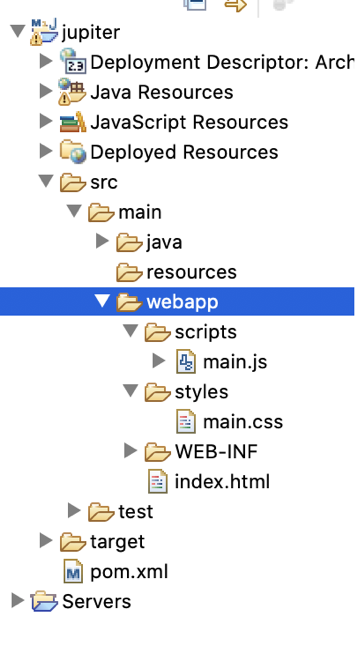 jupiter
Deployment Descriptor: Arch
Java Resources
JavaScript Resources
Deployed Resources
src
main
java
resources
webapp
scripts
main.js
styles
main.css
WEB-INF
index.html
test
target
pom.xml
Servers